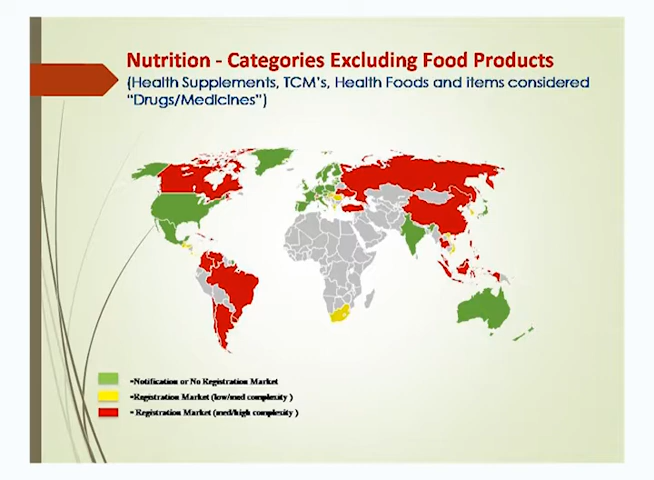 Nutrition - Categories Excluding Food Products
(Health Supplements, TCM's, Health Foods and items considered
"Drugs/Medicines")
=Notification or No Registration Market
=Registration Market (low/med complexity )
= Registration Market (med/high complexity )